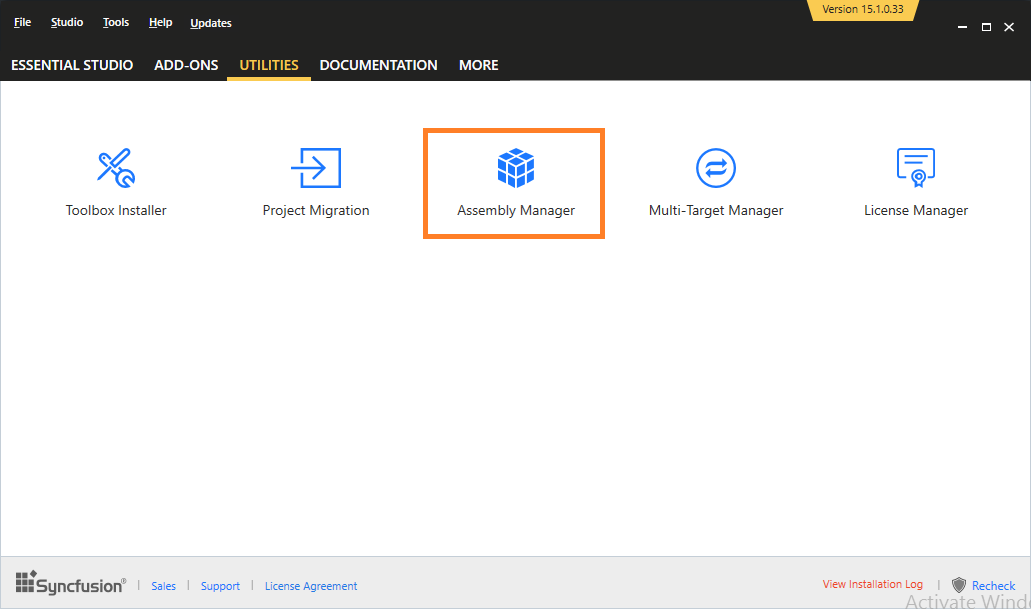 File Studio Tools Help Updates
Version 15.1.0.33
ESSENTIAL STUDIO ADD-ONS UTILITIES DOCUMENTATION MORE
Toolbox Installer Project Migration Assembly Manager Multi-Target Manager License Manager
Syncfusion® | Sales | Support | License Agreement View Installation Log | Recheck
Activate Wind